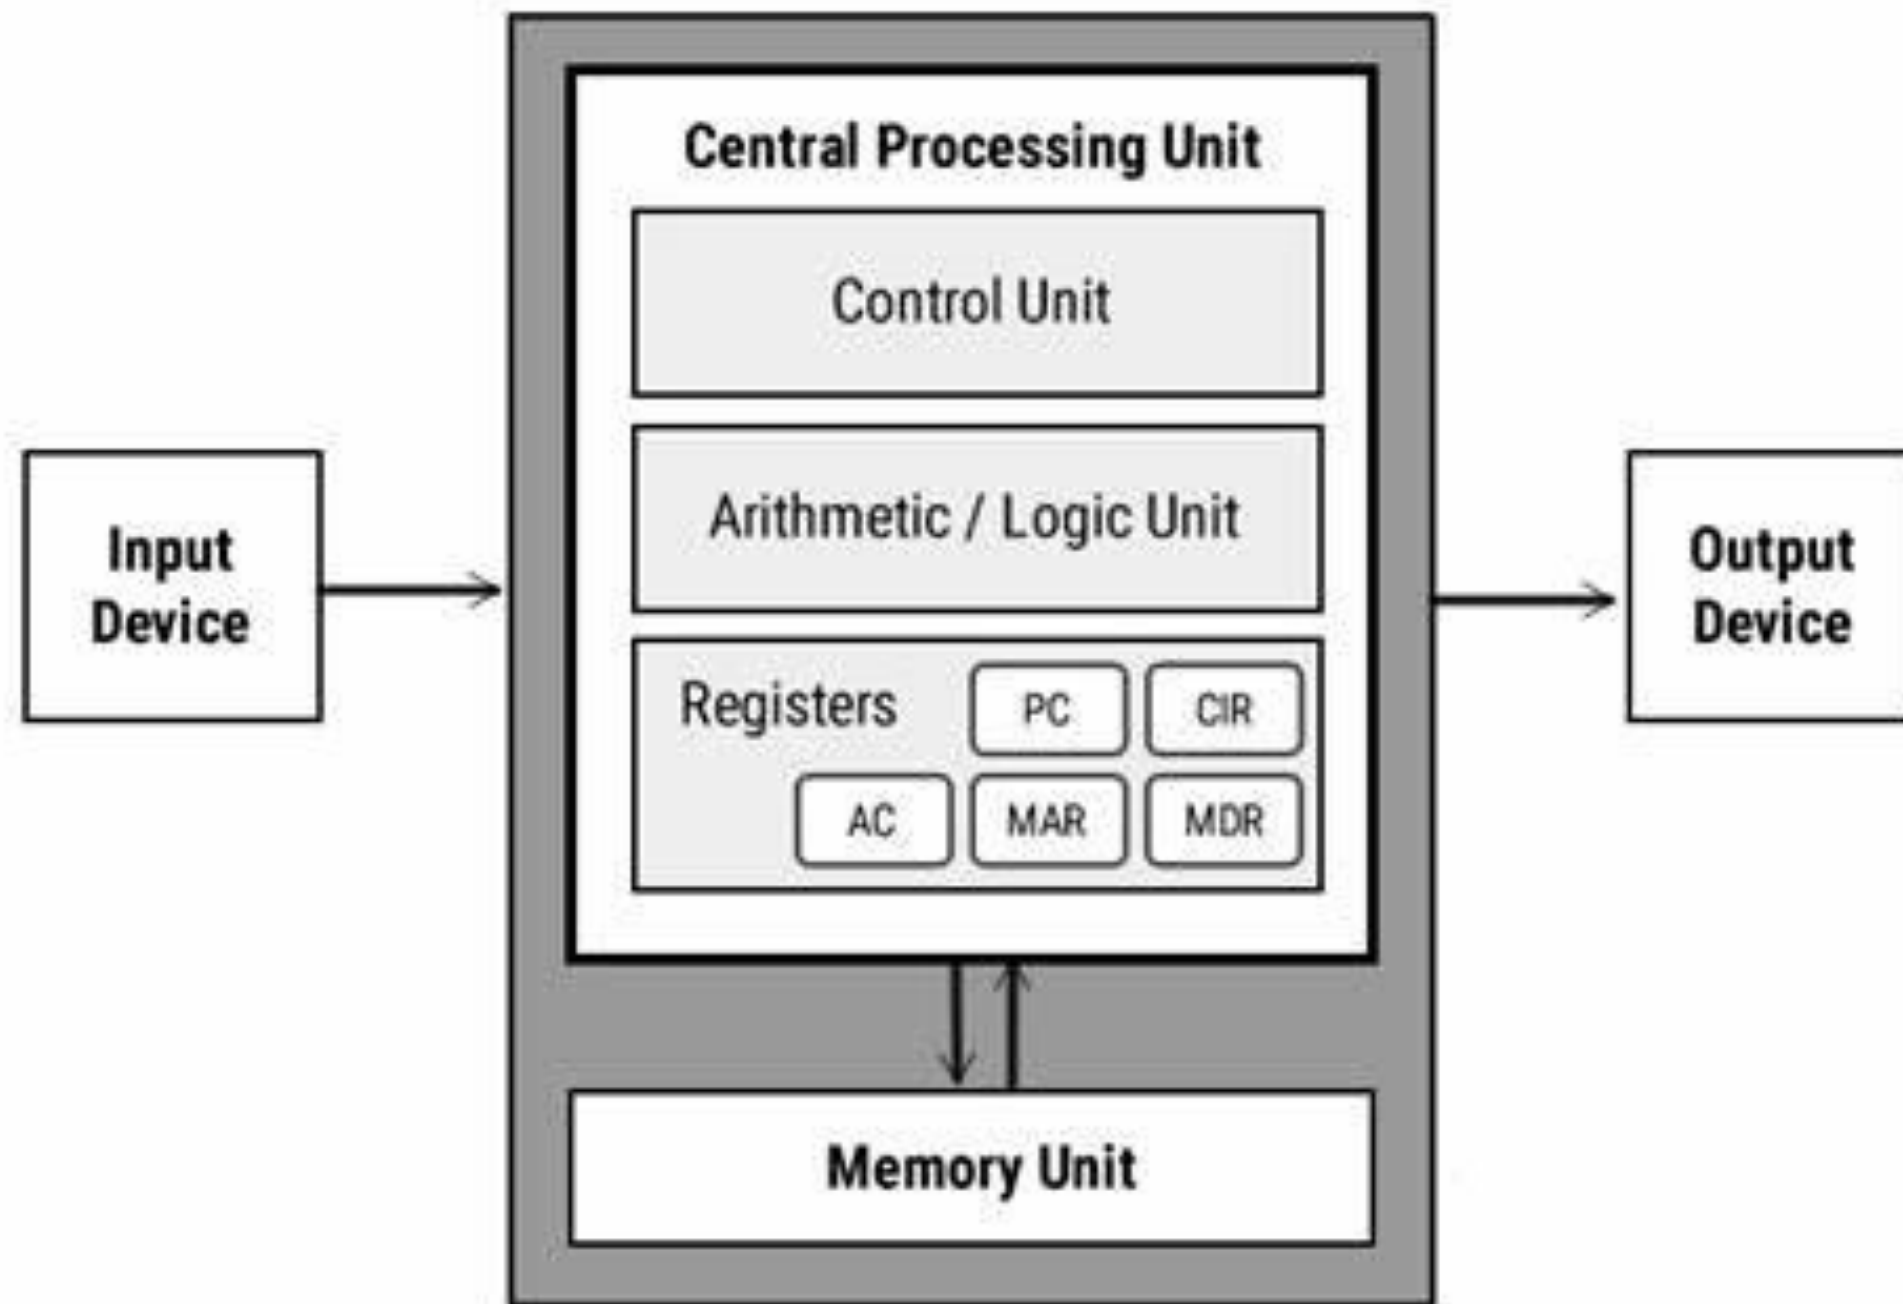 Central Processing Unit
Control Unit
Arithmetic / Logic Unit
Input
Device
Output
Device
Registers
PC
CIR
AC
MAR
MDR
Memory Unit